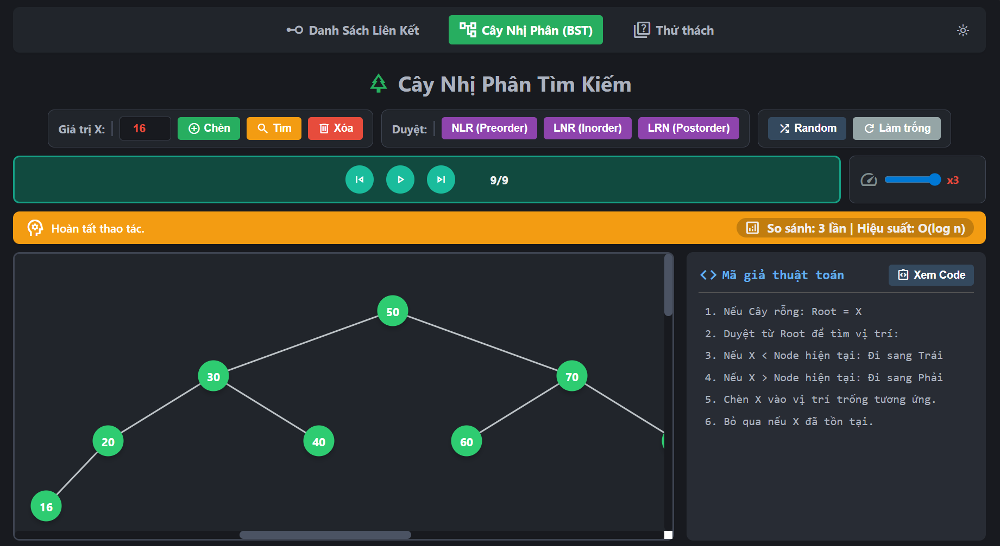 Danh Sách Liên Kết
Cây Nhị Phân (BST)
Thử thách
Cây Nhị Phân Tìm Kiếm
Giá trị X: 16 Chèn Tìm Xóa
Duyệt: NLR (Preorder) LNR (Inorder) LRN (Postorder)
Random Làm trống
9/9
x3
Hoàn tất thao tác.
So sánh: 3 lần | Hiệu suất: O(log n)
50
30
70
20
40
60
16
Mã giả thuật toán
Xem Code
1. Nếu Cây rỗng: Root = X
2. Duyệt từ Root để tìm vị trí:
3. Nếu X < Node hiện tại: Đi sang Trái
4. Nếu X > Node hiện tại: Đi sang Phải
5. Chèn X vào vị trí trống tương ứng.
6. Bỏ qua nếu X đã tồn tại.